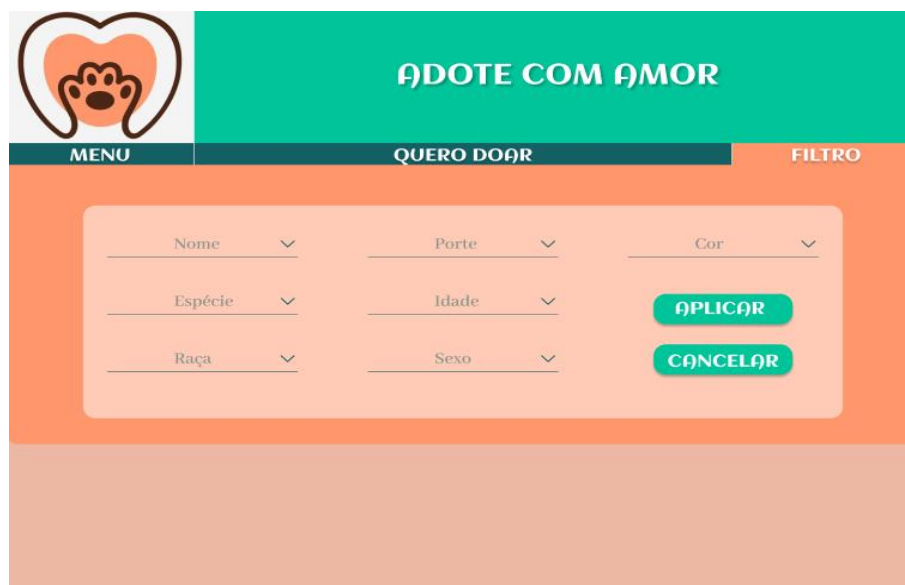 ADOTE COM AMOR
MENU QUERO DOAR FILTRO
Nome Porte Cor
Espécie Idade APLICAR
Raça Sexo CANCELAR